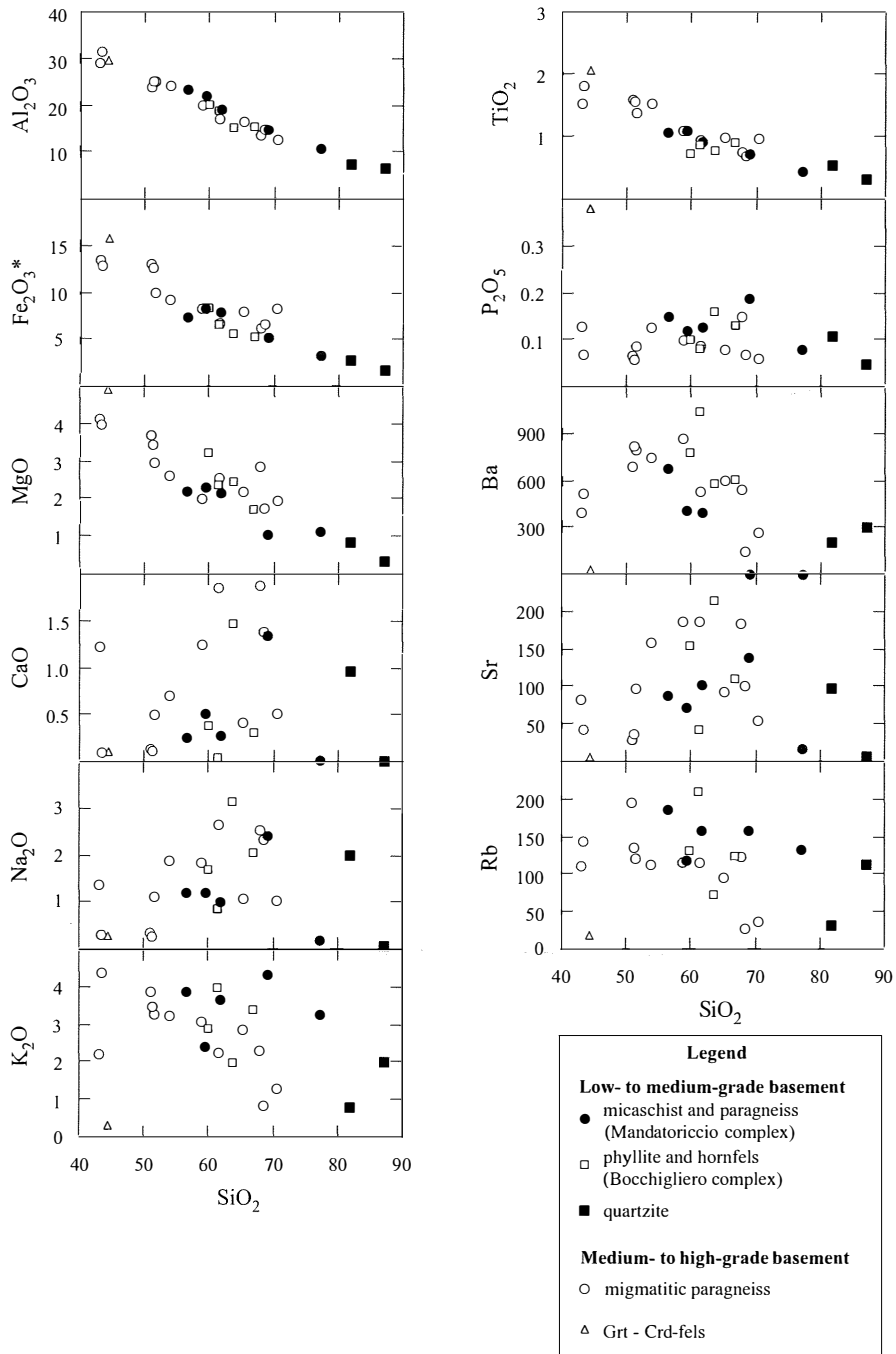 40
30
20
10
Al2O3
15
10
5
Fe2O3*
4
3
2
1
MgO
1.5
1.0
0.5
CaO
3
2
1
0
Na2O
4
3
2
1
0
K2O
40 50 60 70 80 90
SiO2
3
2
1
TiO2
0.3
0.2
0.1
P2O5
900
600
300
Ba
200
150
100
50
Sr
200
150
100
50
0
Rb
40 50 60 70 80 90
SiO2
Legend
Low- to medium-grade basement
micaschist and paragneiss
(Mandatoriccio complex)
phyllite and hornfels
(Bocchigliero complex)
quartzite
Medium- to high-grade basement
migmatitic paragneiss
Grt - Crd-fels